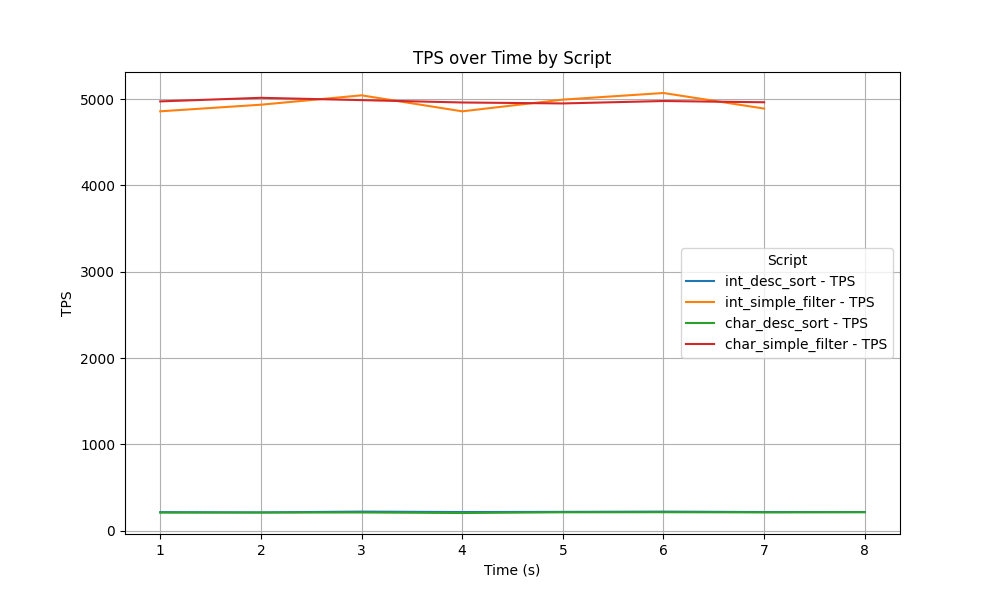 TPS over Time by Script
TPS
5000
4000
3000
2000
1000
0
Script
int_desc_sort - TPS
int_simple_filter - TPS
char_desc_sort - TPS
char_simple_filter - TPS
1 2 3 4 5 6 7 8
Time (s)